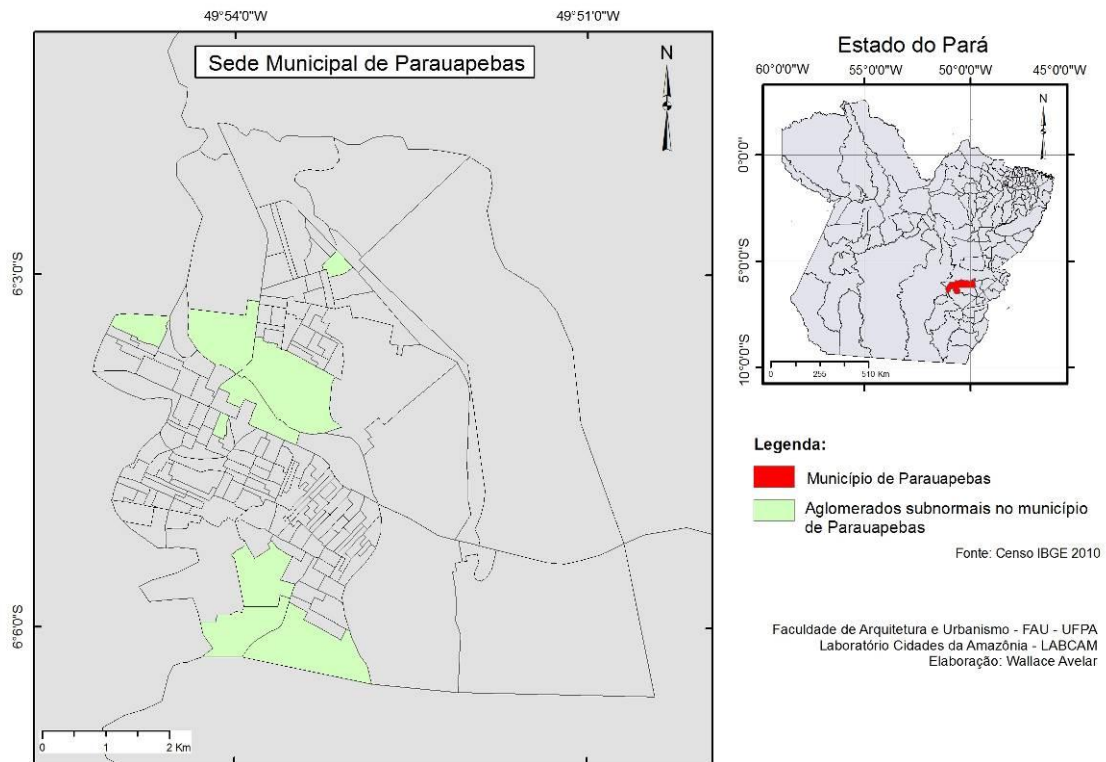 49°54'0"W
49°51'0"W
Sede Municipal de Parauapebas
N
6°3'0"S
6°6'0"S
0 1 2 Km
Estado do Pará
60°0'0"W 55°0'0"W 50°0'0"W 45°0'0"W
N
0°0'0"
5°0'0"S
10°0'0"S
0 255 510 Km
Legenda:
Município de Parauapebas
Aglomerados subnormais no município
de Parauapebas
Fonte: Censo IBGE 2010
Faculdade de Arquitetura e Urbanismo - FAU - UFPA
Laboratório Cidades da Amazônia - LABCAM
Elaboração: Wallace Avelar